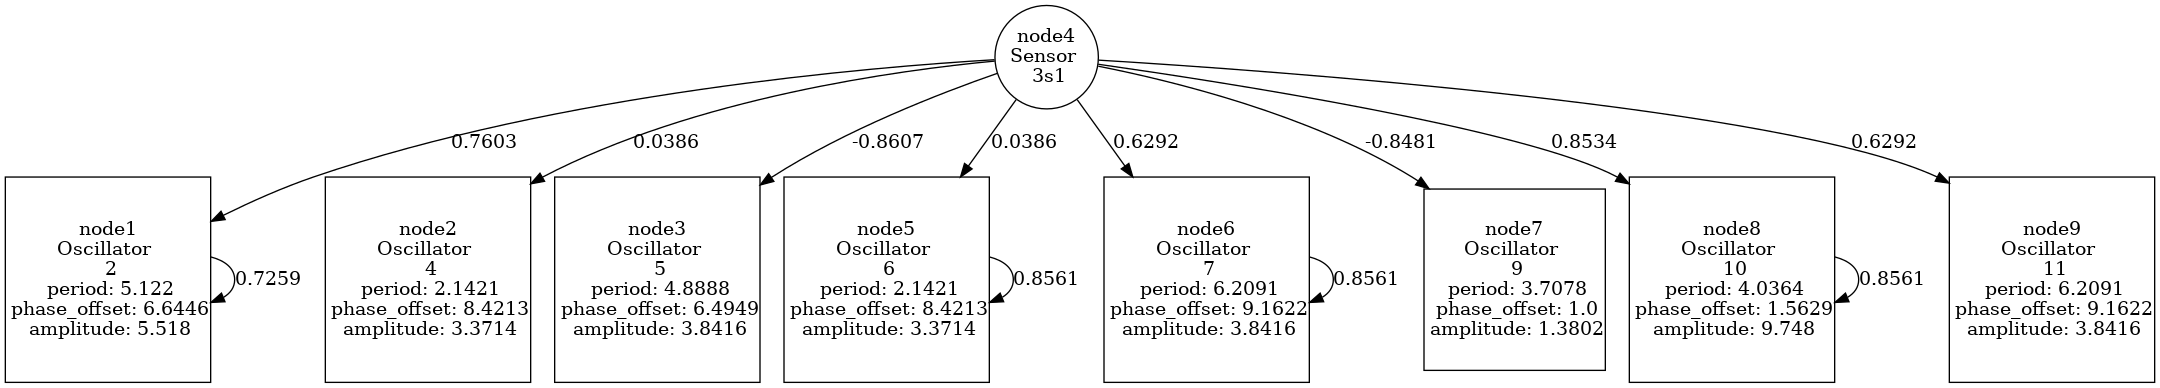 node4
Sensor
3s1
0.7603
0.0386
-0.8607
0.0386
0.6292
-0.8481
0.8534
0.6292
node1
Oscillator
2
period: 5.122
phase_offset: 6.6446
amplitude: 5.518
0.7259
node2
Oscillator
4
period: 2.1421
phase_offset: 8.4213
amplitude: 3.3714
node3
Oscillator
5
period: 4.8888
phase_offset: 6.4949
amplitude: 3.8416
node5
Oscillator
6
period: 2.1421
phase_offset: 8.4213
amplitude: 3.3714
0.8561
node6
Oscillator
7
period: 6.2091
phase_offset: 9.1622
amplitude: 3.8416
0.8561
node7
Oscillator
9
period: 3.7078
phase_offset: 1.0
amplitude: 1.3802
node8
Oscillator
10
period: 4.0364
phase_offset: 1.5629
amplitude: 9.748
0.8561
node9
Oscillator
11
period: 6.2091
phase_offset: 9.1622
amplitude: 3.8416